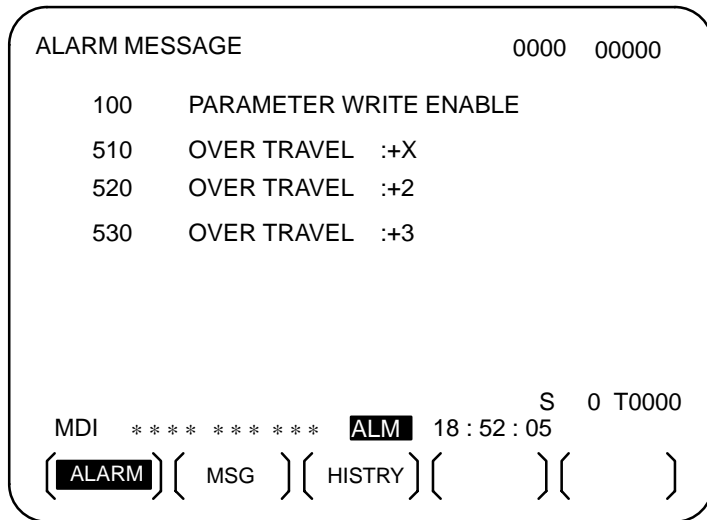 ALARM MESSAGE 0000 00000
100 PARAMETER WRITE ENABLE
510 OVER TRAVEL :+X
520 OVER TRAVEL :+2
530 OVER TRAVEL :+3
S 0 T0000
MDI **** *** *** ALM 18 : 52 : 05
[ ALARM ] [ MSG ] [ HISTRY ] [ ] [ ]